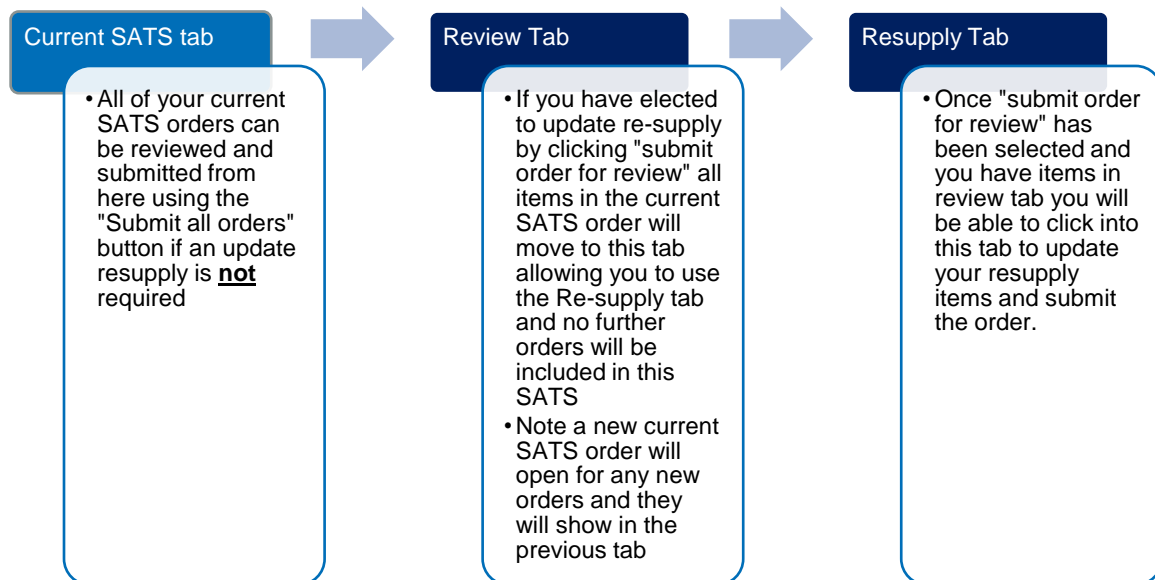 Current SATS tab
• All of your current
SATS orders can
be reviewed and
submitted from
here using the
"Submit all orders"
button if an update
resupply is not
required
Review Tab
• If you have elected
to update re-supply
by clicking "submit
order for review" all
items in the current
SATS order will
move to this tab
allowing you to use
the Re-supply tab
and no further
orders will be
included in this
SATS
• Note a new current
SATS order will
open for any new
orders and they
will show in the
previous tab
Resupply Tab
• Once "submit order
for review" has
been selected and
you have items in
review tab you will
be able to click into
this tab to update
your resupply
items and submit
the order.